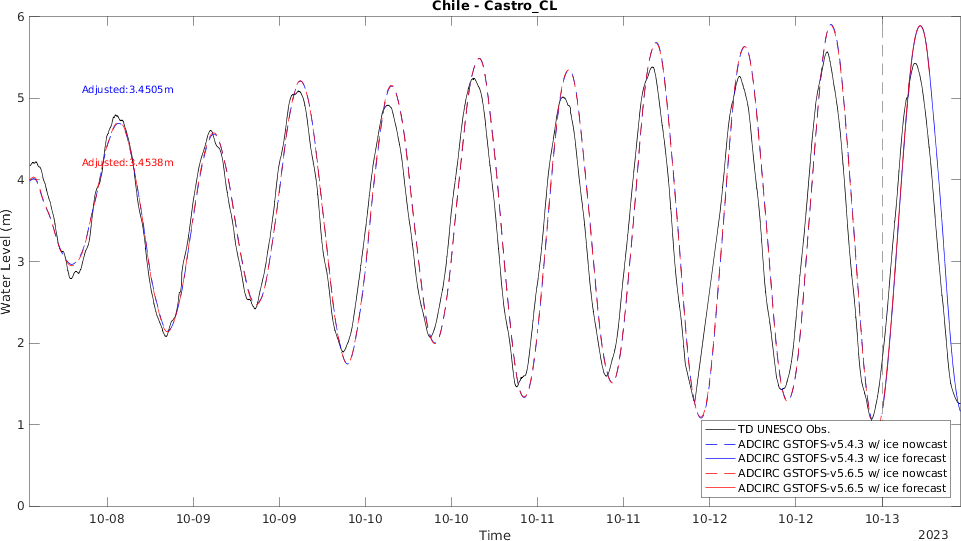 Chile - Castro_CL
6
5
4
3
2
1
0
Water Level (m)
Adjusted:3.4505m
Adjusted:3.4538m
TD UNESCO Obs.
ADCIRC GSTOFS-v5.4.3 w/ ice nowcast
ADCIRC GSTOFS-v5.4.3 w/ ice forecast
ADCIRC GSTOFS-v5.6.5 w/ ice nowcast
ADCIRC GSTOFS-v5.6.5 w/ ice forecast
10-08 10-09 10-09 10-10 10-10 10-11 10-11 10-12 10-12 10-13
Time
2023